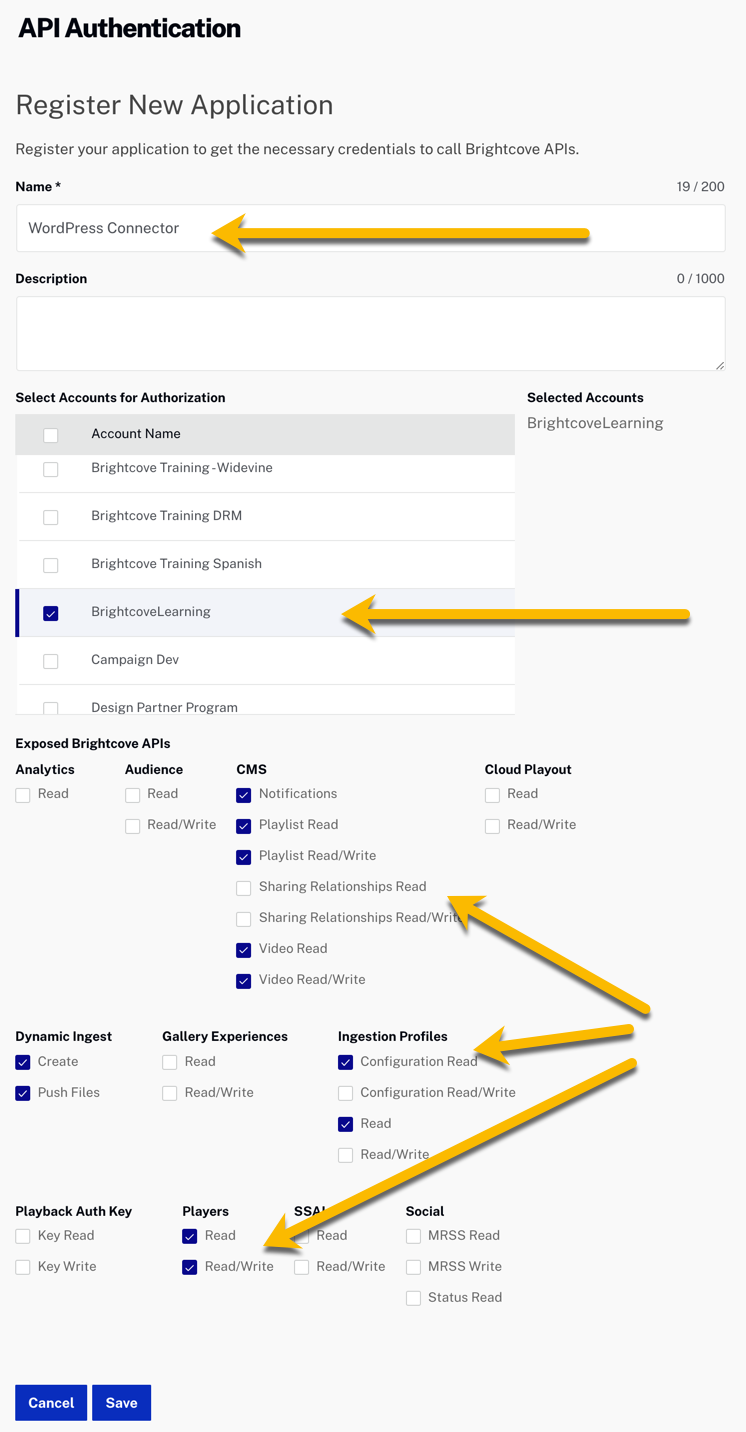 API Authentication
Register New Application
Register your application to get the necessary credentials to call Brightcove APIs.
Name * 19 / 200
WordPress Connector
Description 0 / 1000
Select Accounts for Authorization Selected Accounts
Account Name BrightcoveLearning
Brightcove Training - Widevine
Brightcove Training DRM
Brightcove Training Spanish
BrightcoveLearning
Campaign Dev
Design Partner Program
Exposed Brightcove APIs
Analytics Audience CMS Cloud Playout
Read Read Notifications Read
Read/Write Playlist Read Read/Write
Playlist Read/Write
Sharing Relationships Read
Sharing Relationships Read/Write
Video Read
Video Read/Write
Dynamic Ingest Gallery Experiences Ingestion Profiles
Create Read Configuration Read
Push Files Read/Write Configuration Read/Write
Read
Read/Write
Playback Auth Key Players SSAI Social
Key Read Read Read MRSS Read
Key Write Read/Write Read/Write MRSS Write
Status Read
Cancel Save